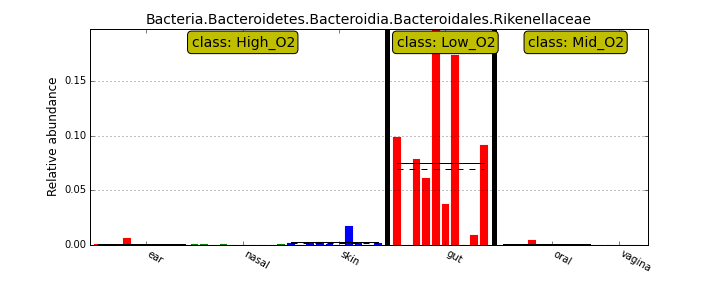 Bacteria.Bacteroidetes.Bacteroidia.Bacteroidales.Rikenellaceae
class: High_O2
class: Low_O2
class: Mid_O2
Relative abundance
0.15
0.10
0.05
0.00
ear
nasal
skin
gut
oral
vagina